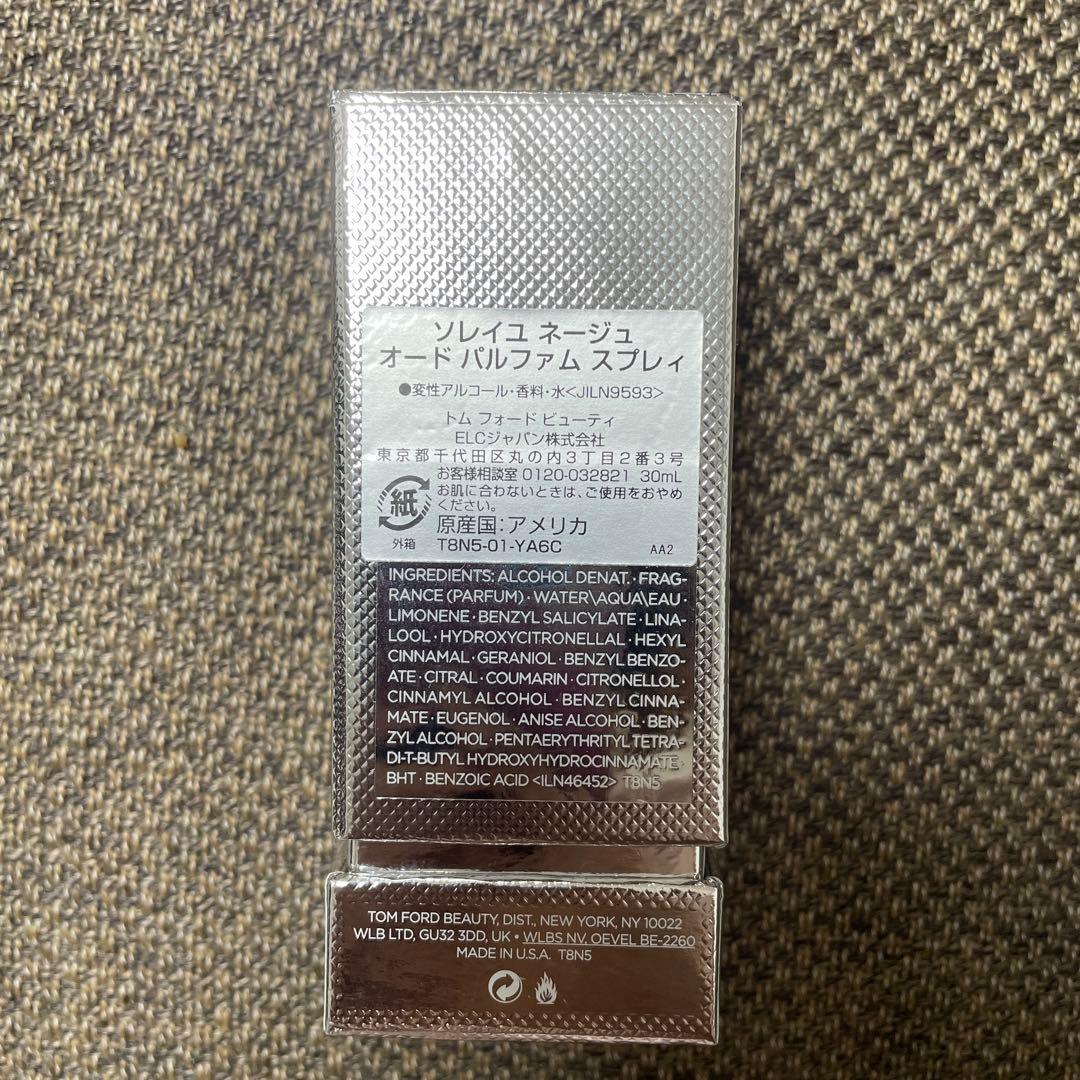 ソレイユ ネージュ
オード パルファム スプレィ
●変性アルコール・香料・水<JILN9593>
トム フォード ビューティ
ELCジャパン株式会社
東京都千代田区丸の内3丁目2番3号
お客様相談室 0120-032821 30mL
お肌に合わないときは、ご使用をおやめ
ください。
紙
外箱
原産国:アメリカ
T8N5-01-YA6C
AA2
INGREDIENTS: ALCOHOL DENAT. · FRAG-
RANCE (PARFUM) · WATER\AQUA\EAU ·
LIMONENE · BENZYL SALICYLATE · LINA-
LOOL · HYDROXYCITRONELLAL · HEXYL
CINNAMAL · GERANIOL · BENZYL BENZO-
ATE · CITRAL · COUMARIN · CITRONELLOL ·
CINNAMYL ALCOHOL · BENZYL CINNA-
MATE · EUGENOL · ANISE ALCOHOL · BEN-
ZYL ALCOHOL · PENTAERYTHRITYL TETRA-
DI-T-BUTYL HYDROXYHYDROCINNAMATE ·
BHT · BENZOIC ACID <ILN46452> T8N5
TOM FORD BEAUTY, DIST., NEW YORK, NY 10022
WLB LTD, GU32 3DD, UK • WLBS NV. OEVEL BE-2260
MADE IN U.S.A. T8N5